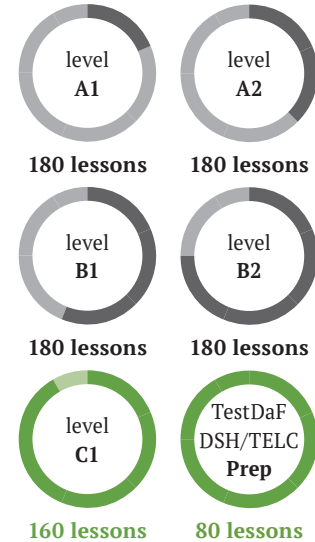 level
A1
180 lessons
level
A2
180 lessons
level
B1
180 lessons
level
B2
180 lessons
level
C1
160 lessons
TestDaF
DSH/TELC
Prep
80 lessons